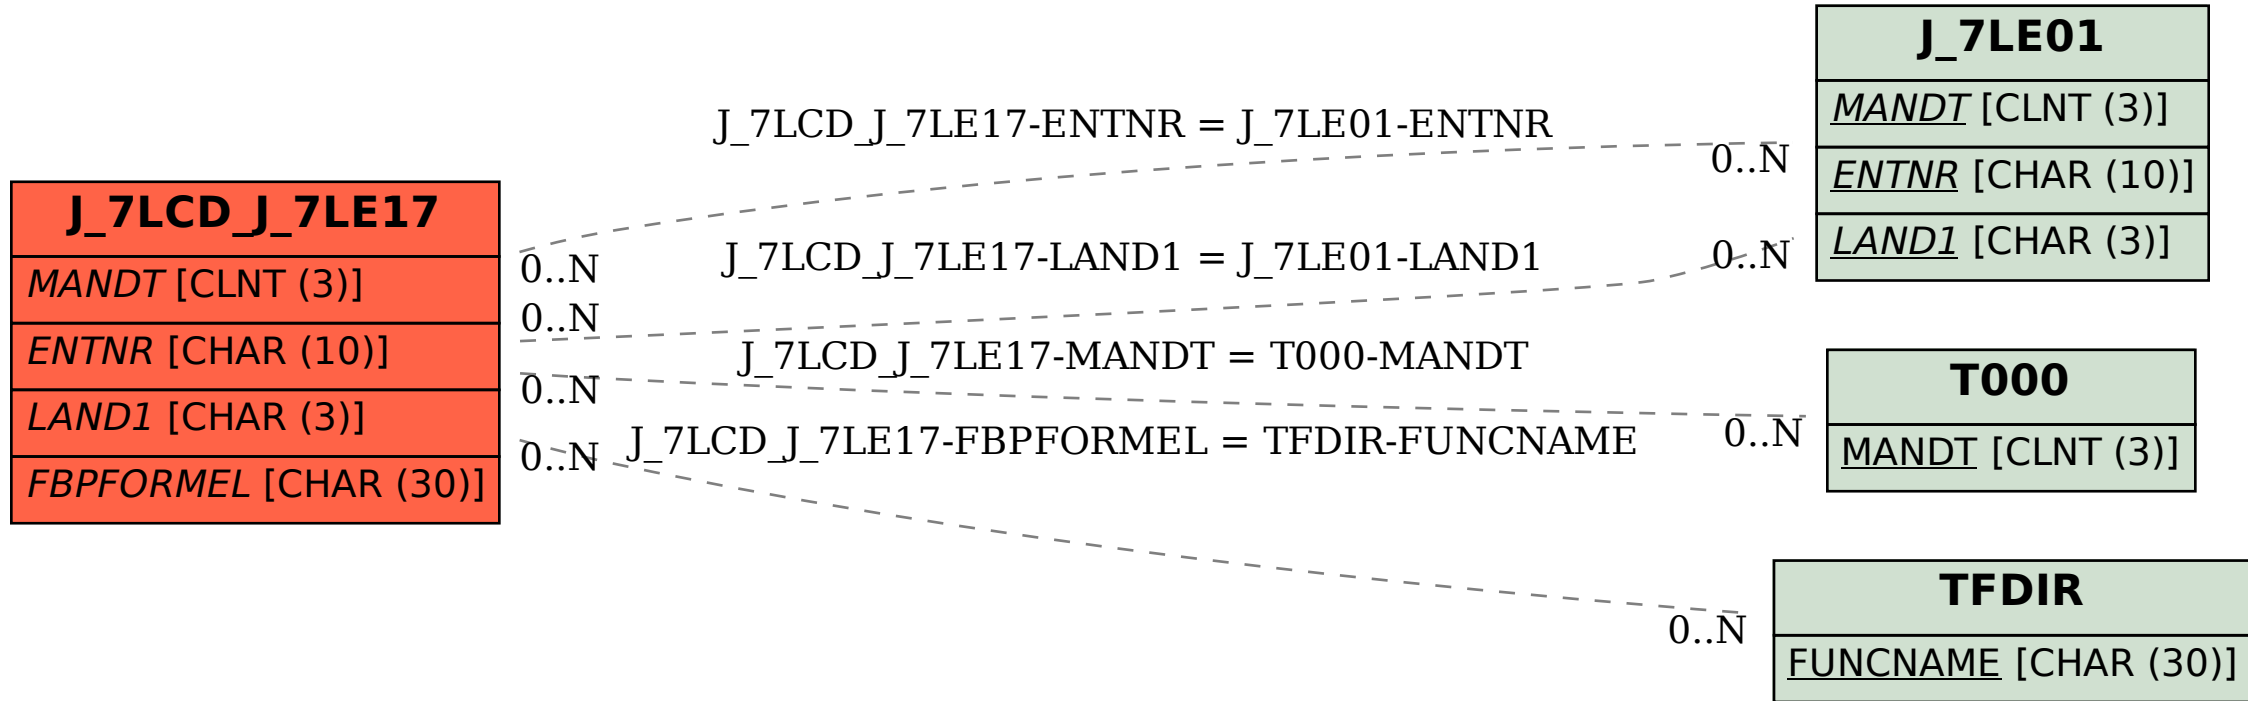 J_7LCD_J_7LE17
MANDT [CLNT (3)]
ENTNR [CHAR (10)]
LAND1 [CHAR (3)]
FBPFORMEL [CHAR (30)]
J_7LCD_J_7LE17-ENTNR = J_7LE01-ENTNR
0..N
0..N
J_7LCD_J_7LE17-LAND1 = J_7LE01-LAND1
0..N
0..N
J_7LCD_J_7LE17-MANDT = T000-MANDT
0..N
0..N
J_7LCD_J_7LE17-FBPFORMEL = TFDIR-FUNCNAME
0..N
0..N
J_7LE01
MANDT [CLNT (3)]
ENTNR [CHAR (10)]
LAND1 [CHAR (3)]
T000
MANDT [CLNT (3)]
TFDIR
FUNCNAME [CHAR (30)]